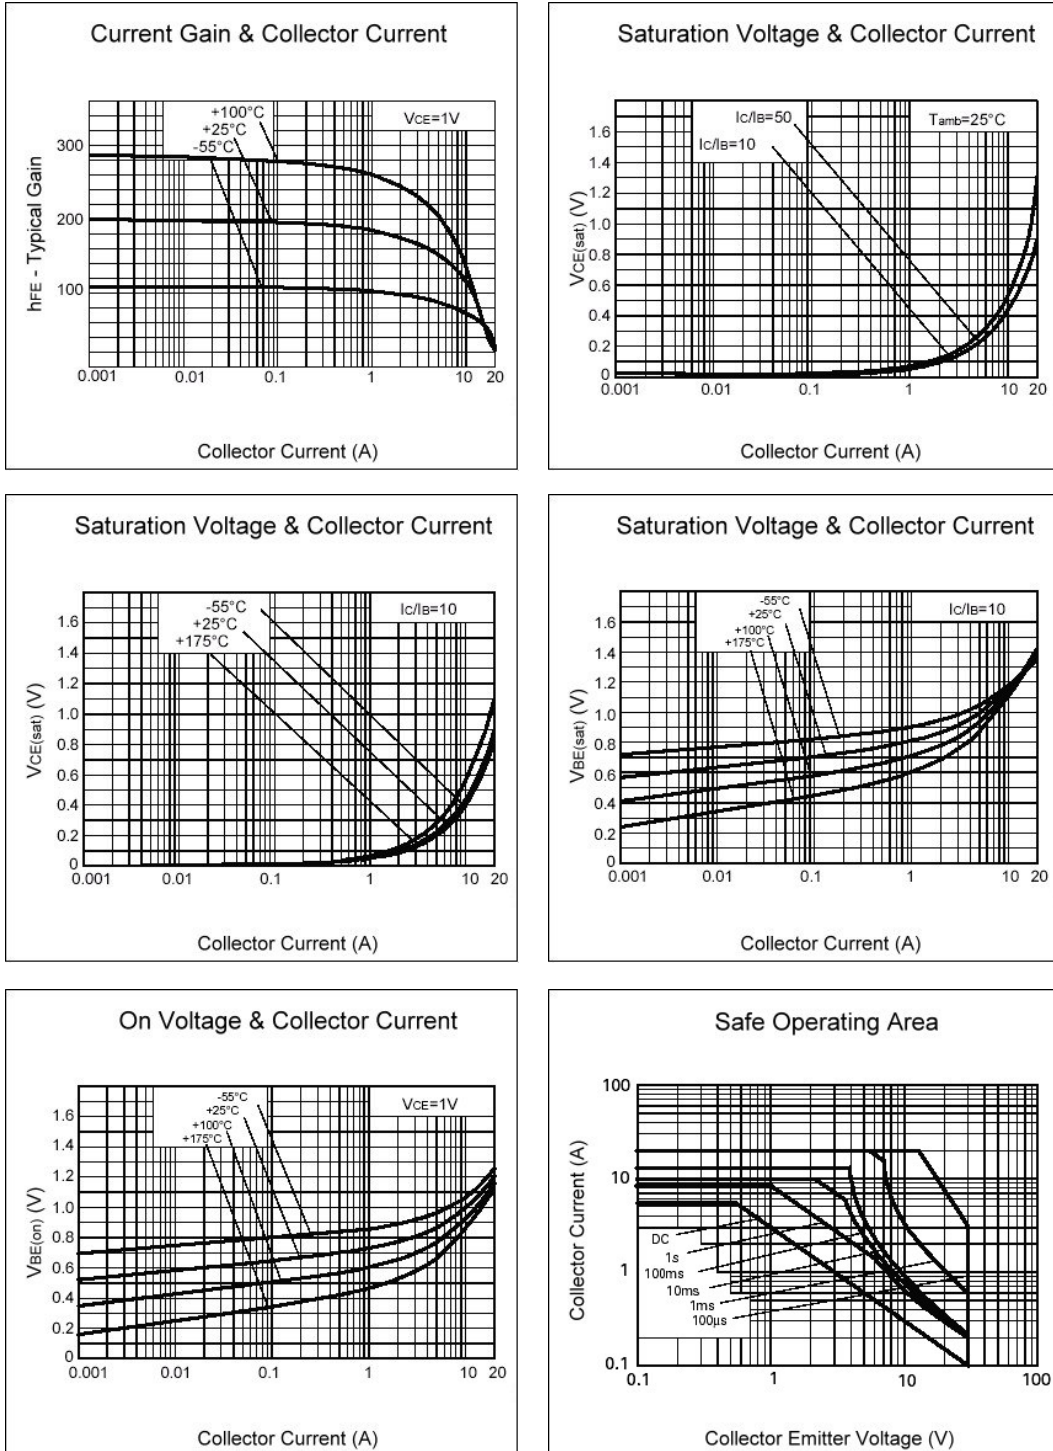 Current Gain & Collector Current
+100°C
+25°C
-55°C
VCE=1V
300
200
100
hFE - Typical Gain
0.001 0.01 0.1 1 10 20
Collector Current (A)
Saturation Voltage & Collector Current
IC/IB=50
IC/IB=10
Tamb=25°C
1.6
1.4
1.2
1.0
0.8
0.6
0.4
0.2
0
VCE(sat) (V)
0.001 0.01 0.1 1 10 20
Collector Current (A)
Saturation Voltage & Collector Current
-55°C
+25°C
+175°C
IC/IB=10
1.6
1.4
1.2
1.0
0.8
0.6
0.4
0.2
0
VCE(sat) (V)
0.001 0.01 0.1 1 10 20
Collector Current (A)
Saturation Voltage & Collector Current
-55°C
+25°C
+100°C
+175°C
IC/IB=10
1.6
1.4
1.2
1.0
0.8
0.6
0.4
0.2
0
VBE(sat) (V)
0.001 0.01 0.1 1 10 20
Collector Current (A)
On Voltage & Collector Current
-55°C
+25°C
+100°C
+175°C
VCE=1V
1.6
1.4
1.2
1.0
0.8
0.6
0.4
0.2
0
VBE(on) (V)
0.001 0.01 0.1 1 10 20
Collector Current (A)
Safe Operating Area
100
10
1
0.1
Collector Current (A)
DC
1s
100ms
10ms
1ms
100µs
0.1 1 10 100
Collector Emitter Voltage (V)